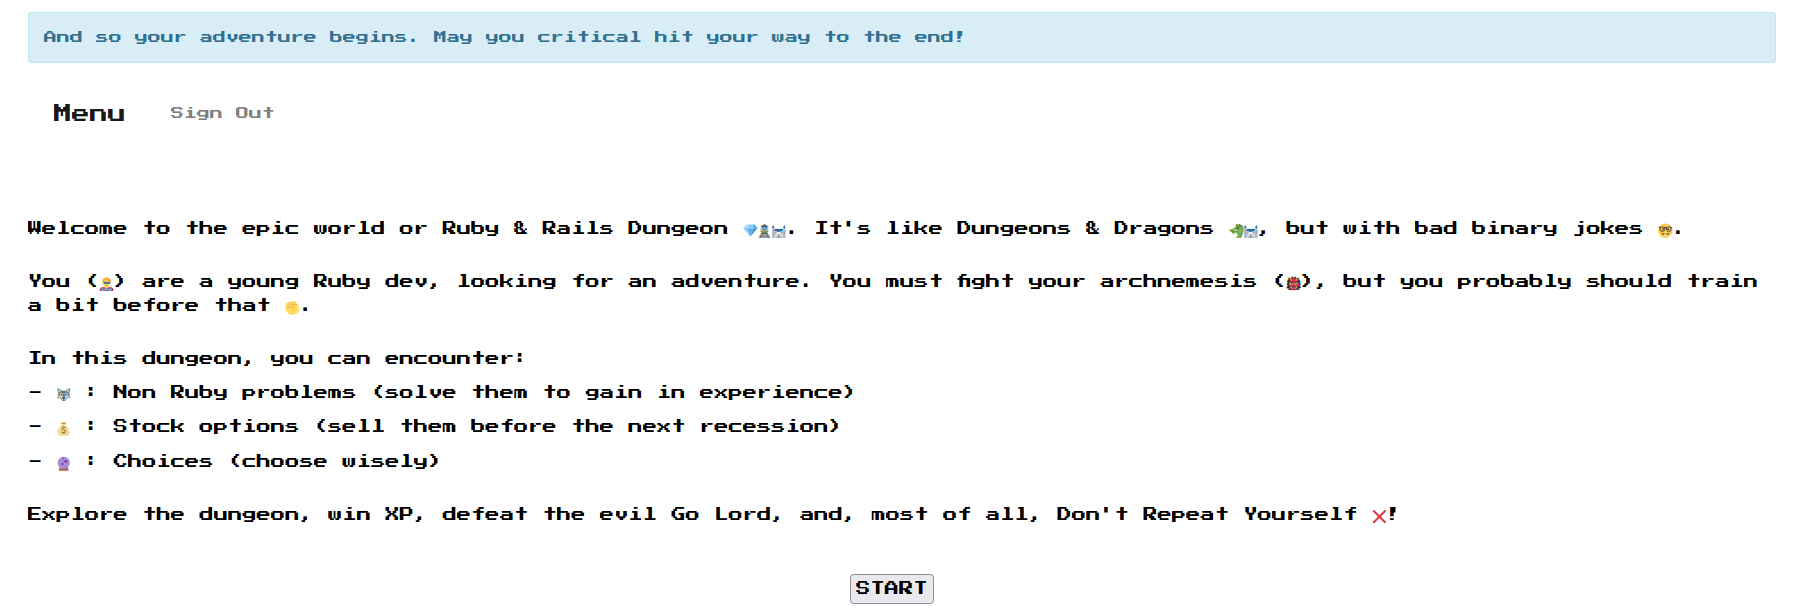 And so your adventure begins. May you critical hit your way to the end!
Menu Sign Out
Welcome to the epic world or Ruby & Rails Dungeon 💎🚂🏰. It's like Dungeons & Dragons 🐲🏰, but with bad binary jokes 🤓.
You (👨‍🚒) are a young Ruby dev, looking for an adventure. You must fight your archnemesis (👹), but you probably should train
a bit before that ✊.
In this dungeon, you can encounter:
- 🐺 : Non Ruby problems (solve them to gain in experience)
- 💰 : Stock options (sell them before the next recession)
- 🔮 : Choices (choose wisely)
Explore the dungeon, win XP, defeat the evil Go Lord, and, most of all, Don't Repeat Yourself ❌!
START